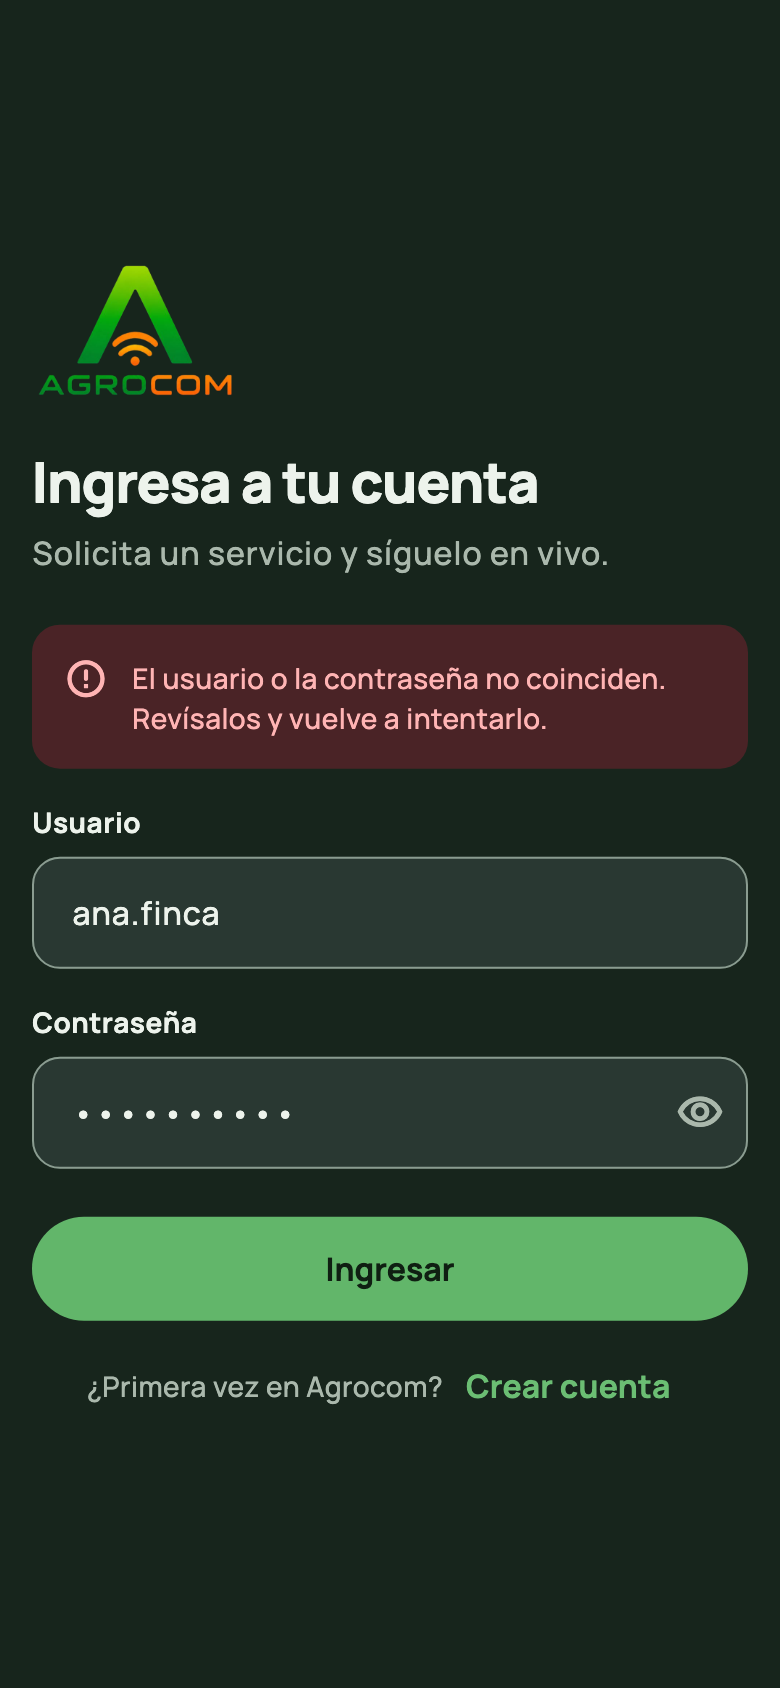 AGROCOM
Ingresa a tu cuenta
Solicita un servicio y síguelo en vivo.
El usuario o la contraseña no coinciden.
Revísalos y vuelve a intentarlo.
Usuario
ana.finca
Contraseña
••••••••••
Ingresar
¿Primera vez en Agrocom? Crear cuenta